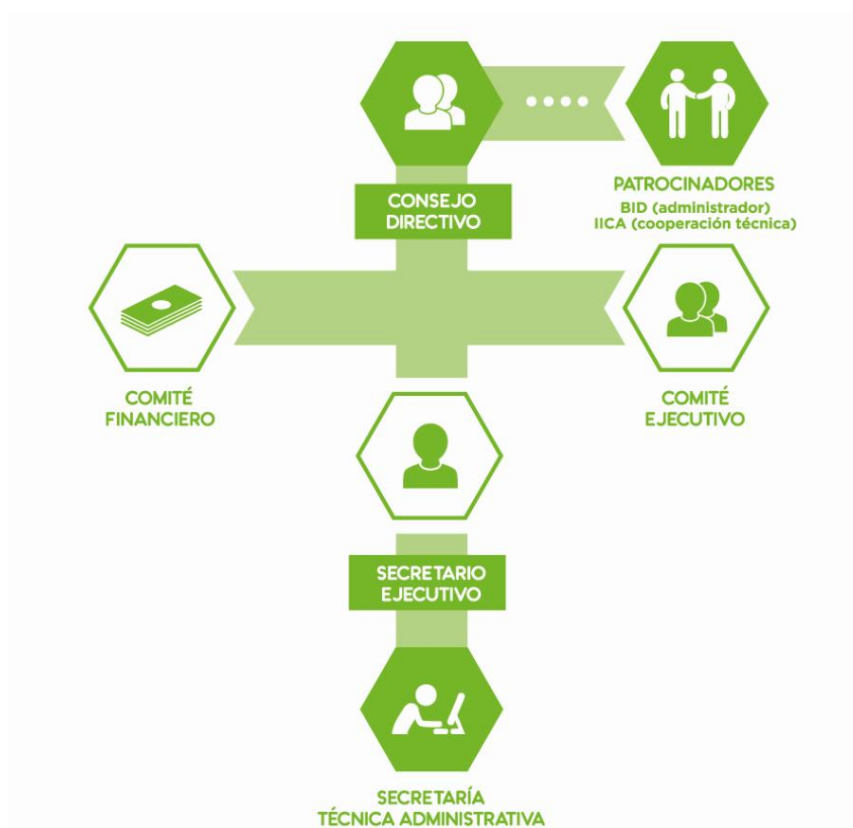 CONSEJO
DIRECTIVO
PATROCINADORES
BID (administrador)
IICA (cooperación técnica)
COMITÉ
FINANCIERO
COMITÉ
EJECUTIVO
SECRETARIO
EJECUTIVO
SECRETARÍA
TÉCNICA ADMINISTRATIVA